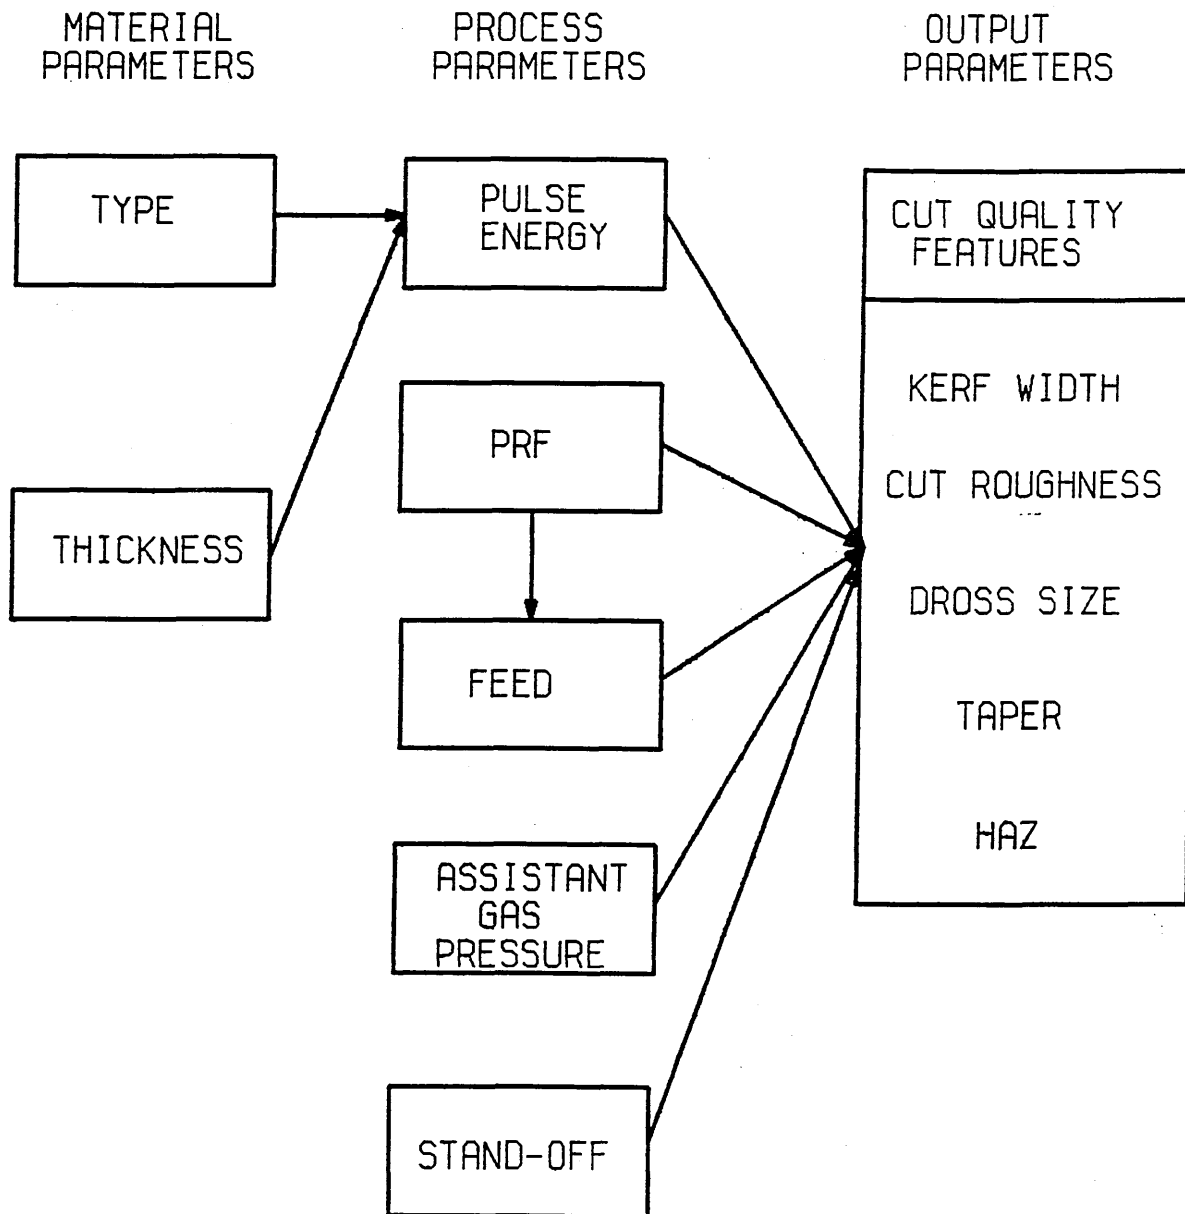 MATERIAL
PARAMETERS
PROCESS
PARAMETERS
OUTPUT
PARAMETERS
TYPE
THICKNESS
PULSE
ENERGY
PRF
FEED
ASSISTANT
GAS
PRESSURE
STAND-OFF
CUT QUALITY
FEATURES
KERF WIDTH
CUT ROUGHNESS
DROSS SIZE
TAPER
HAZ